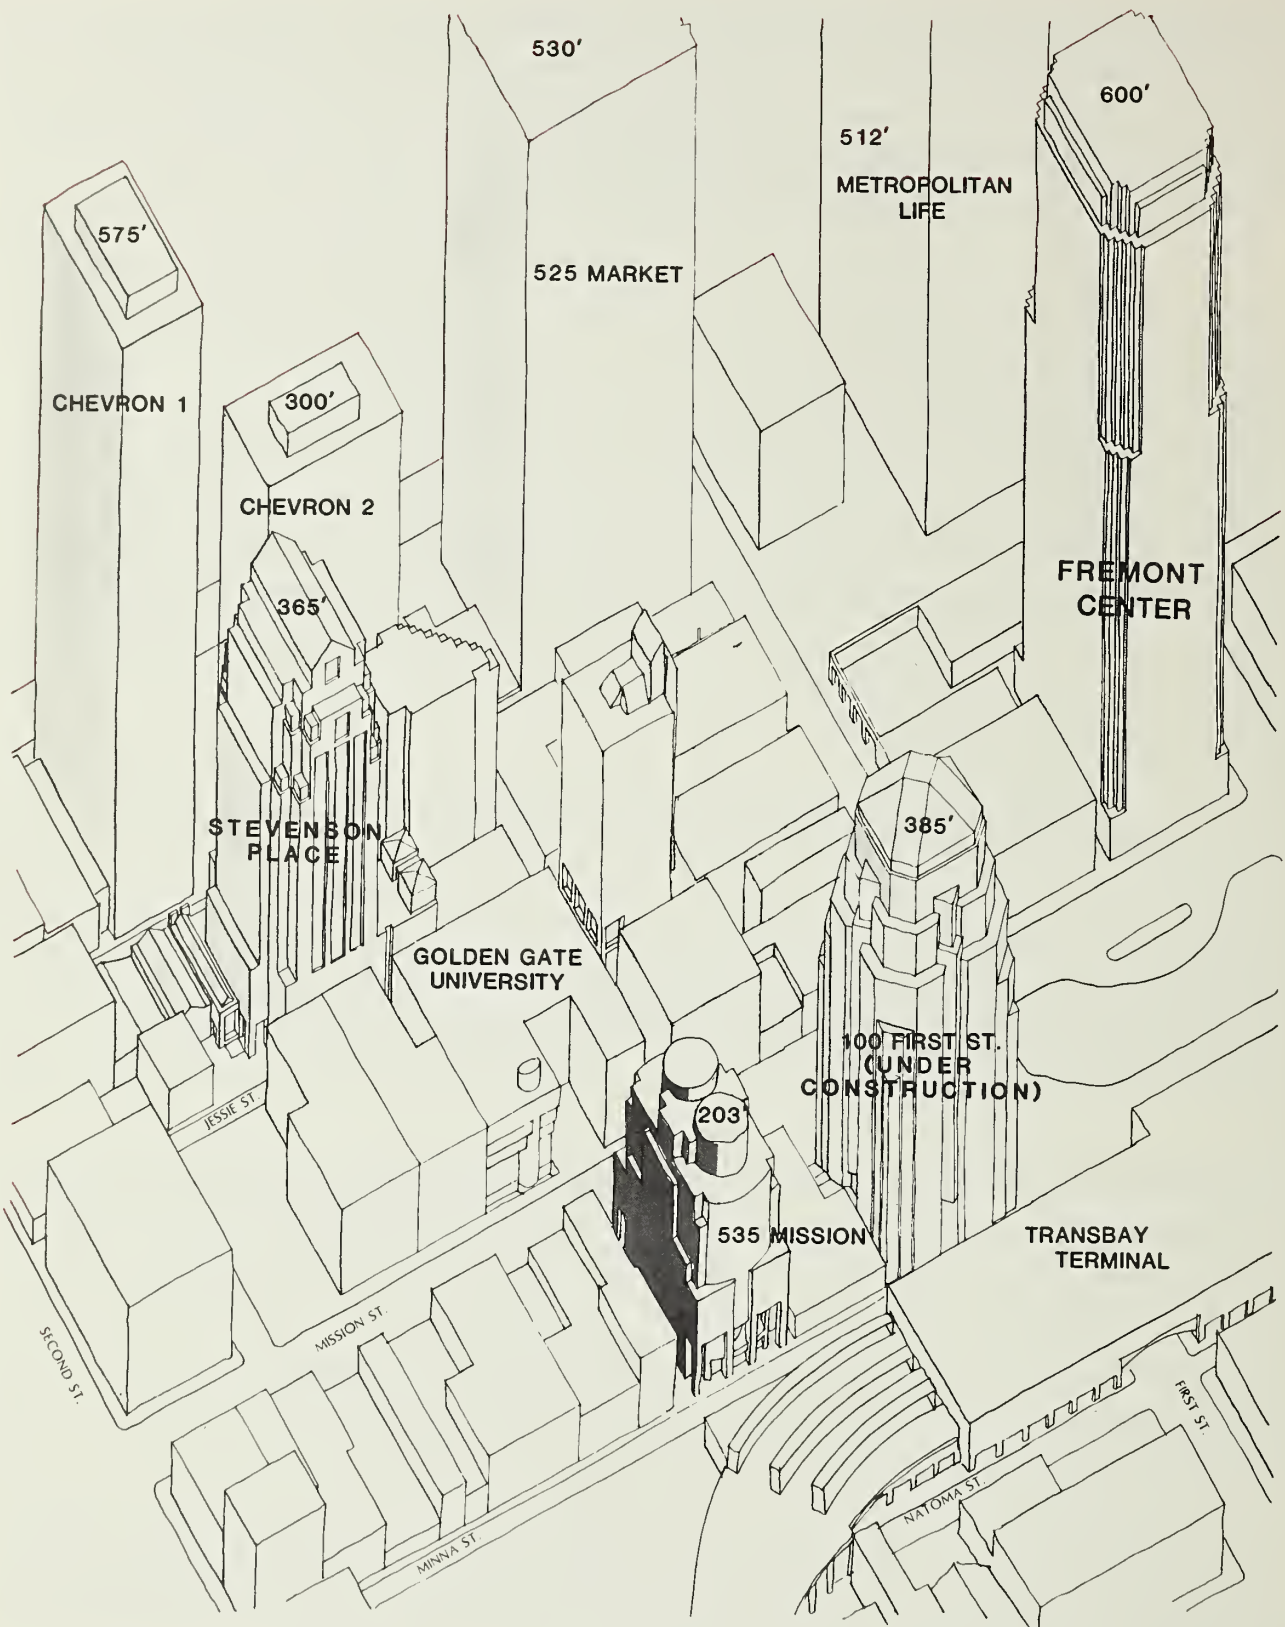 530'
600'
512'
METROPOLITAN
LIFE
575'
525 MARKET
CHEVRON 1
300'
CHEVRON 2
FREMONT
CENTER
365'
STEVENSON
PLACE
385'
GOLDEN GATE
UNIVERSITY
100 FIRST ST.
(UNDER
CONSTRUCTION)
JESSIE ST.
203'
535 MISSION
TRANSBAY
TERMINAL
MISSION ST.
SECOND ST.
FIRST ST.
NATOMA ST.
MINNA ST.